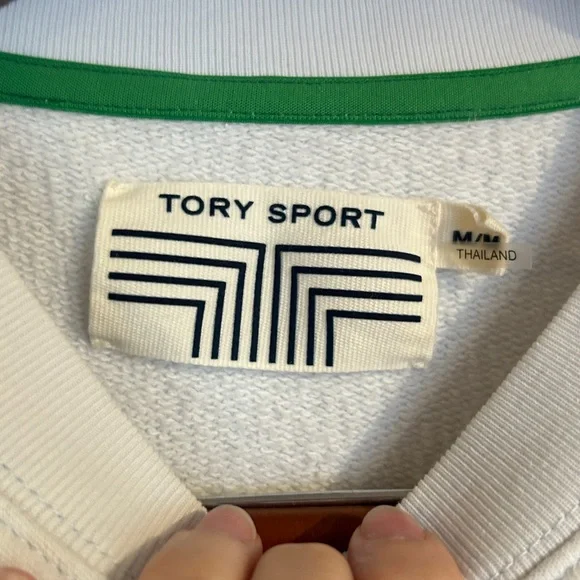 TORY SPORT
M/M
THAILAND